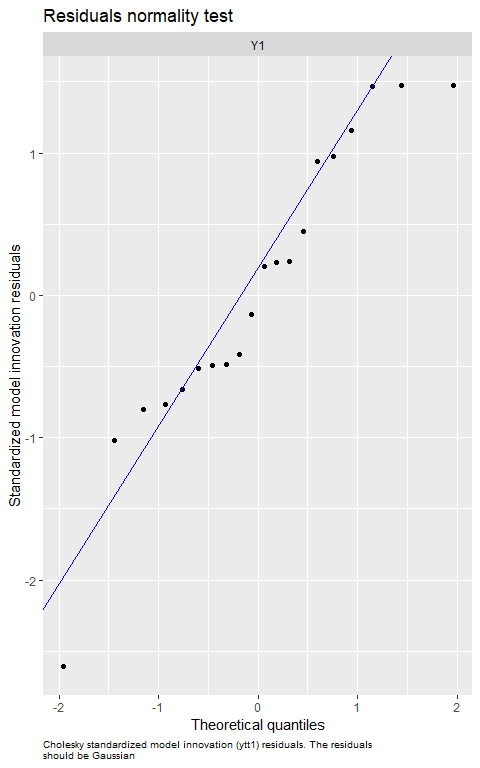 Residuals normality test
Y1
1
0
-1
-2
-2
-1
0
1
2
Standardized model innovation residuals
Theoretical quantiles
Cholesky standardized model innovation (ytt1) residuals. The residuals
should be Gaussian